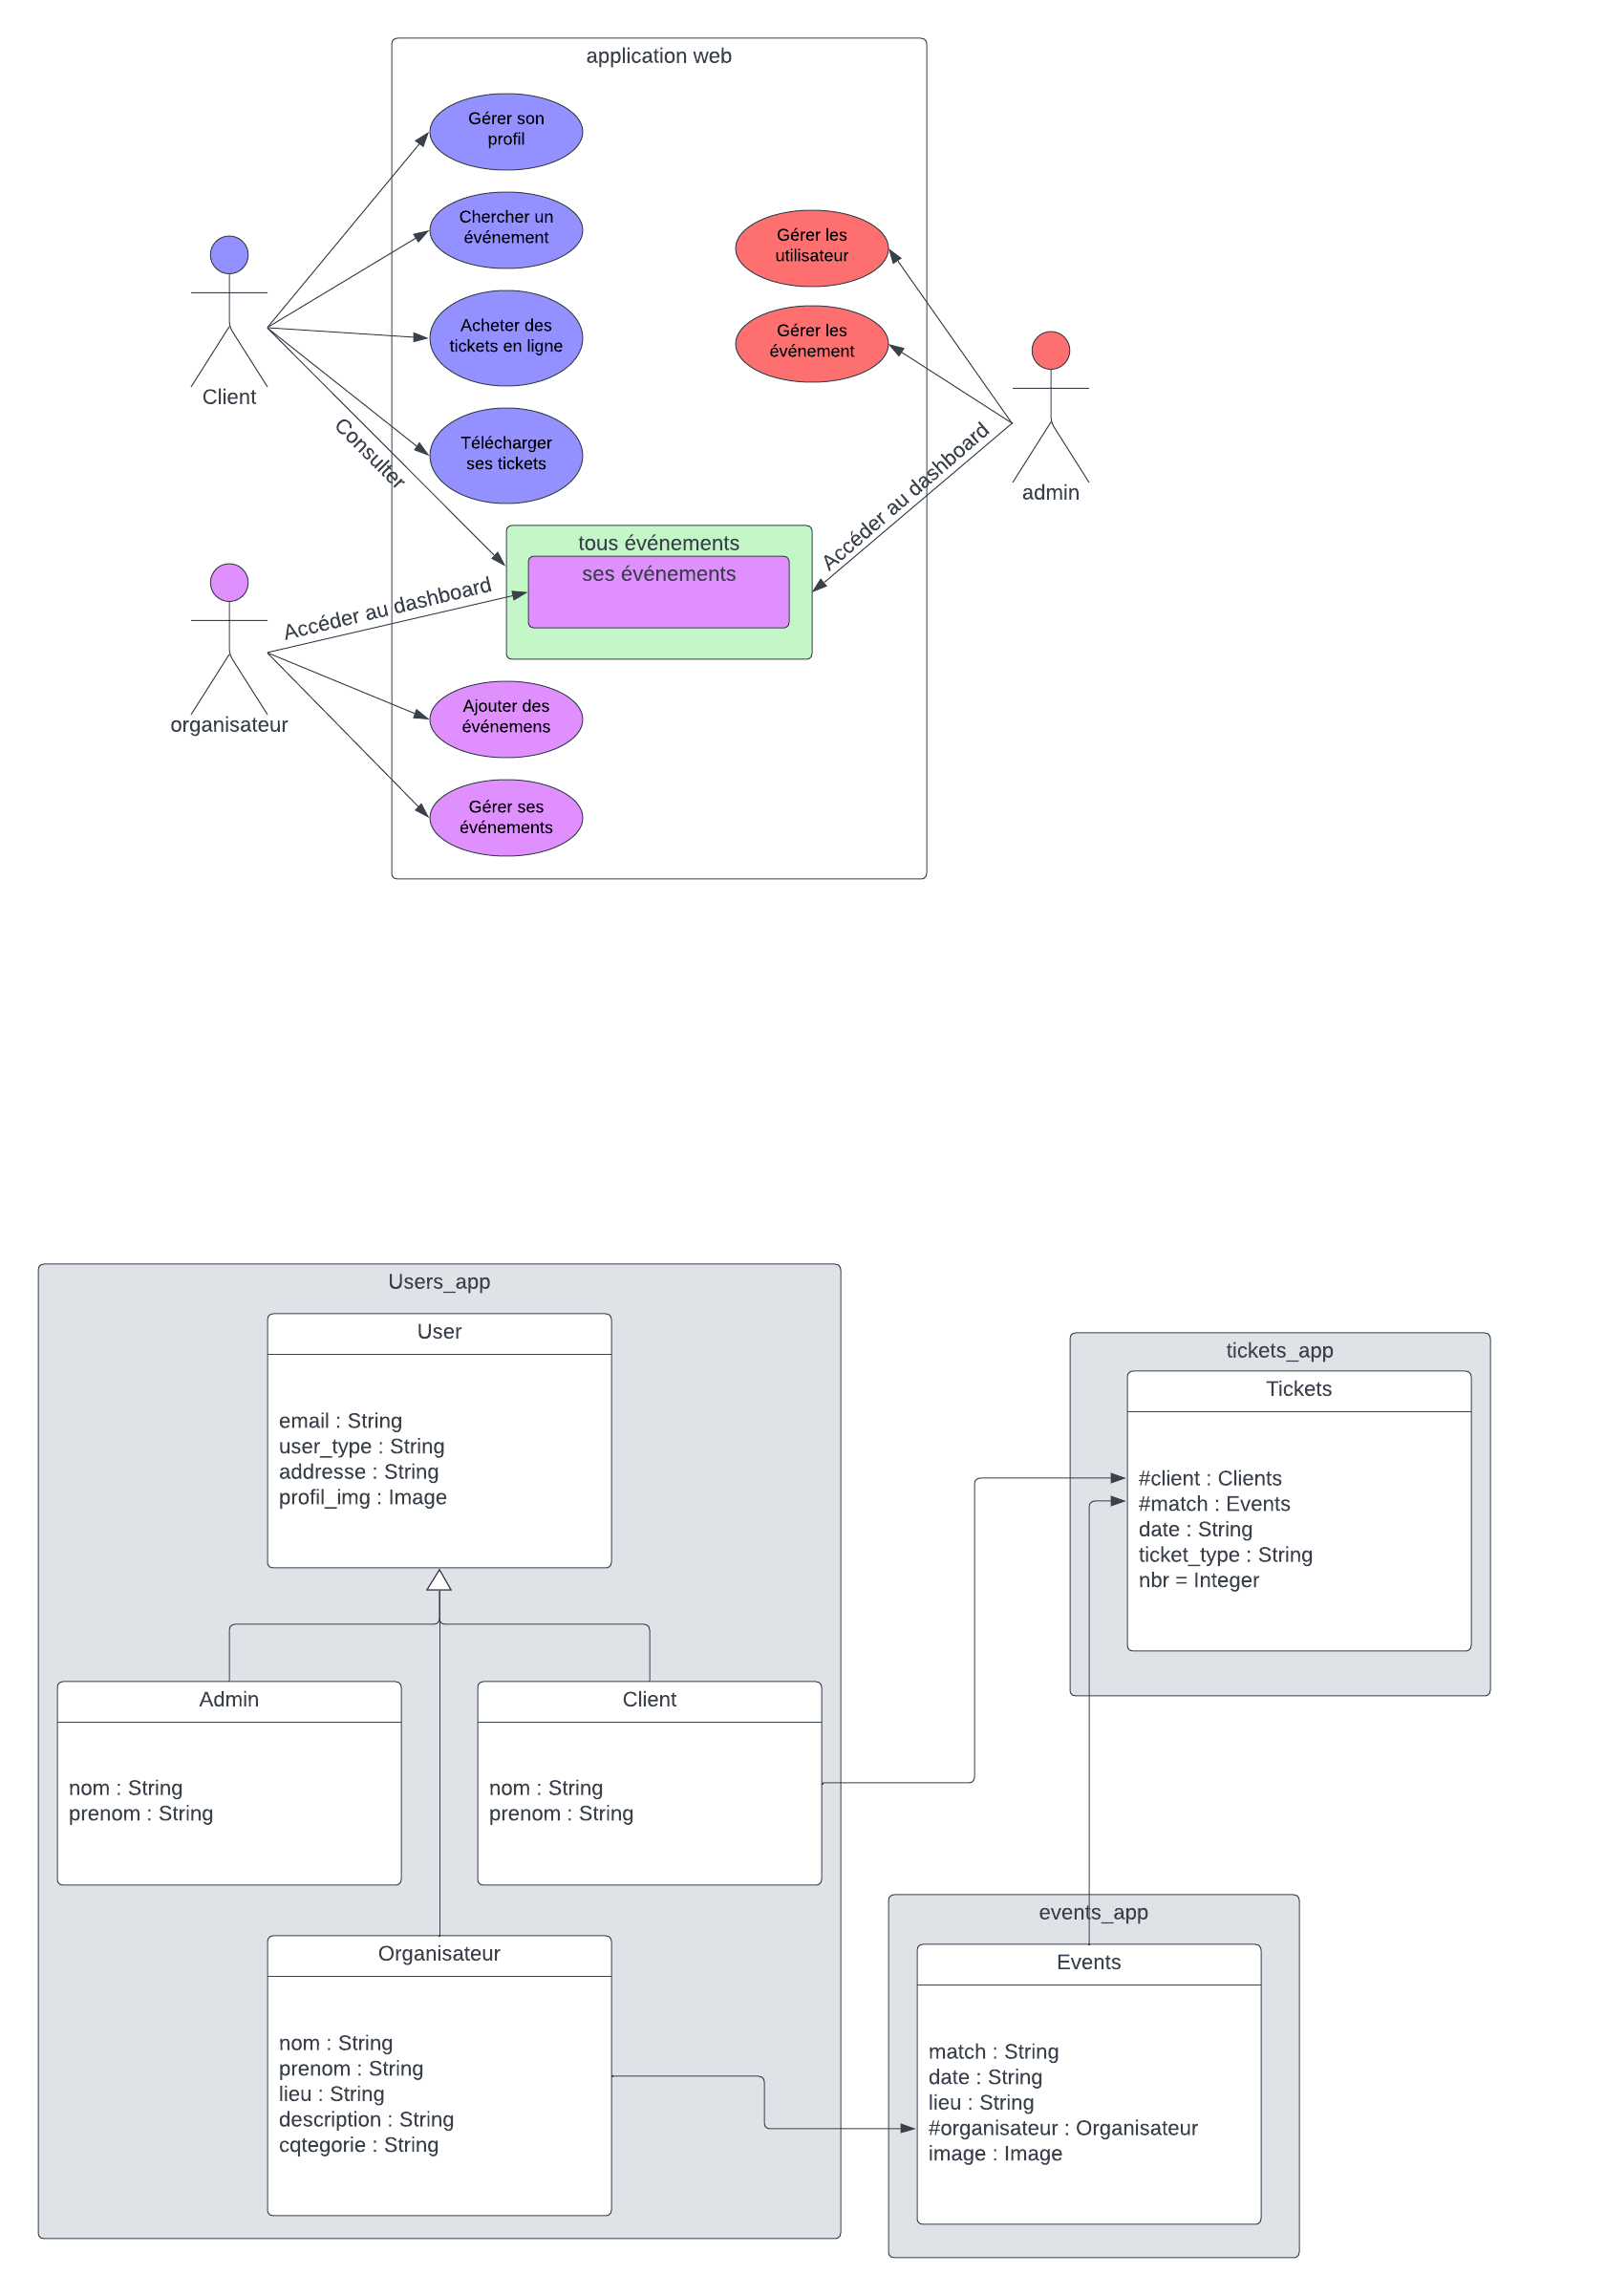 application web
Gérer son
profil
Chercher un
événement
Acheter des
tickets en ligne
Télécharger
ses tickets
Client
Consulter
Gérer les
utilisateur
Gérer les
événement
admin
Accéder au dashboard
tous événements
ses événements
Accéder au dashboard
organisateur
Ajouter des
événemens
Gérer ses
événements
Users_app
User
email : String
user_type : String
addresse : String
profil_img : Image
Admin
nom : String
prenom : String
Client
nom : String
prenom : String
Organisateur
nom : String
prenom : String
lieu : String
description : String
cqtegorie : String
tickets_app
Tickets
#client : Clients
#match : Events
date : String
ticket_type : String
nbr = Integer
events_app
Events
match : String
date : String
lieu : String
#organisateur : Organisateur
image : Image